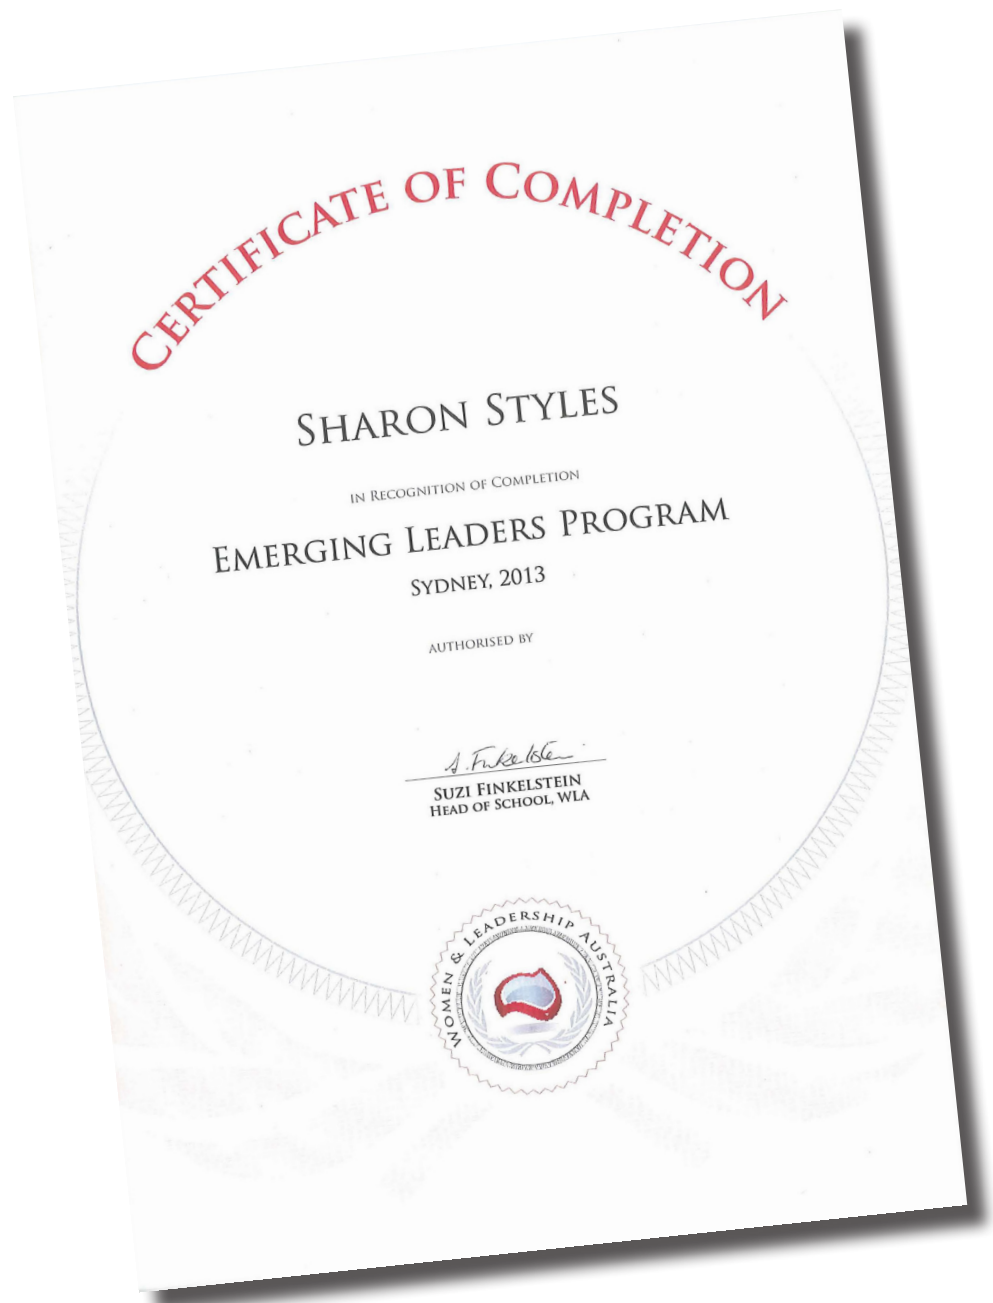 Certificate of Completion
Sharon Styles
in Recognition of Completion
Emerging Leaders Program
Sydney, 2013
authorised by
S. Finkelstein
Suzi Finkelstein
Head of School, WLA
Women & Leadership Australia